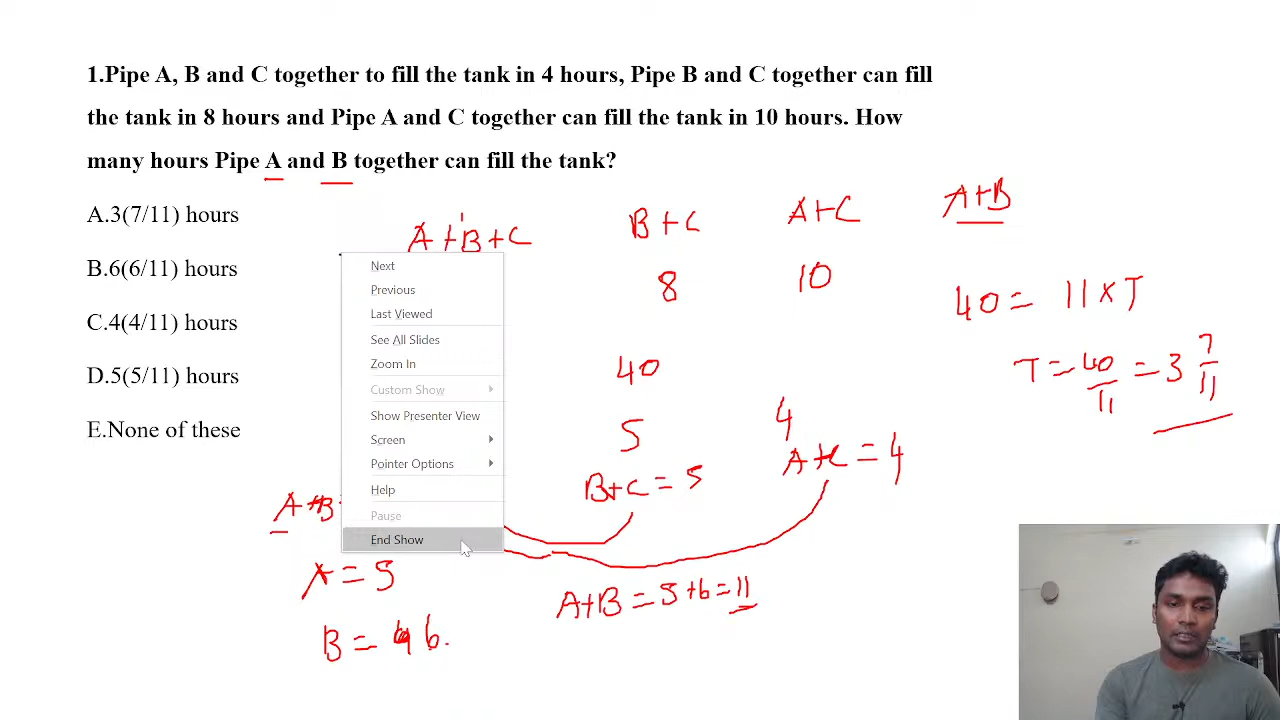 1.Pipe A, B and C together to fill the tank in 4 hours, Pipe B and C together can fill
the tank in 8 hours and Pipe A and C together can fill the tank in 10 hours. How
many hours Pipe A and B together can fill the tank?
A.3(7/11) hours
B.6(6/11) hours
C.4(4/11) hours
D.5(5/11) hours
E.None of these
A+B+C
B+C
A+C
A+B
8
10
40 = 11×T
40
T = 40/11 = 3 7/11
5
4
B+C = 5
A+C = 4
A+B
A = 5
B = 6.
A+B = 5+6 = 11
Next
Previous
Last Viewed
See All Slides
Zoom In
Custom Show
Show Presenter View
Screen
Pointer Options
Help
Pause
End Show